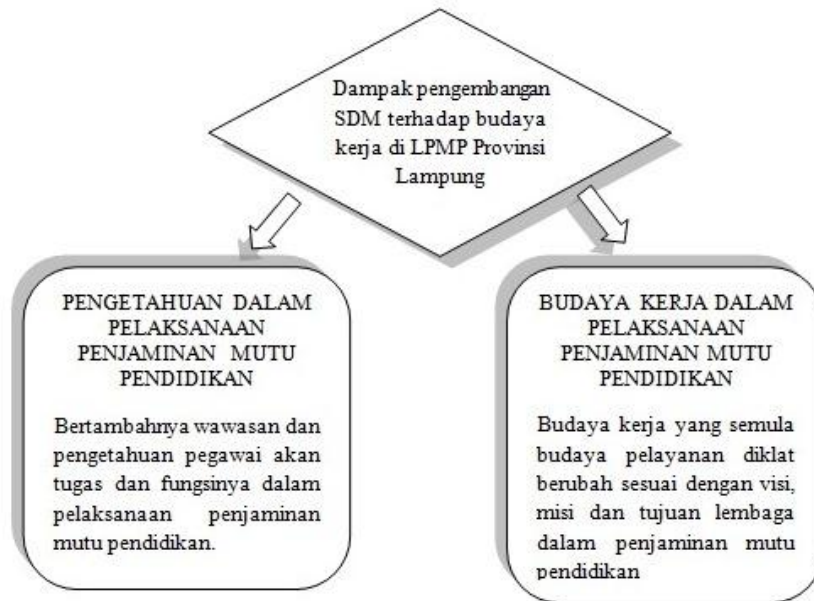 Dampak pengembangan
SDM terhadap budaya
kerja di LPMP Provinsi
Lampung
PENGETAHUAN DALAM
PELAKSANAAN
PENJAMINAN MUTU
PENDIDIKAN
Bertambahnya wawasan dan
pengetahuan pegawai akan
tugas dan fungsinya dalam
pelaksanaan penjaminan
mutu pendidikan.
BUDAYA KERJA DALAM
PELAKSANAAN
PENJAMINAN MUTU
PENDIDIKAN
Budaya kerja yang semula
budaya pelayanan diklat
berubah sesuai dengan visi,
misi dan tujuan lembaga
dalam penjaminan mutu
pendidikan